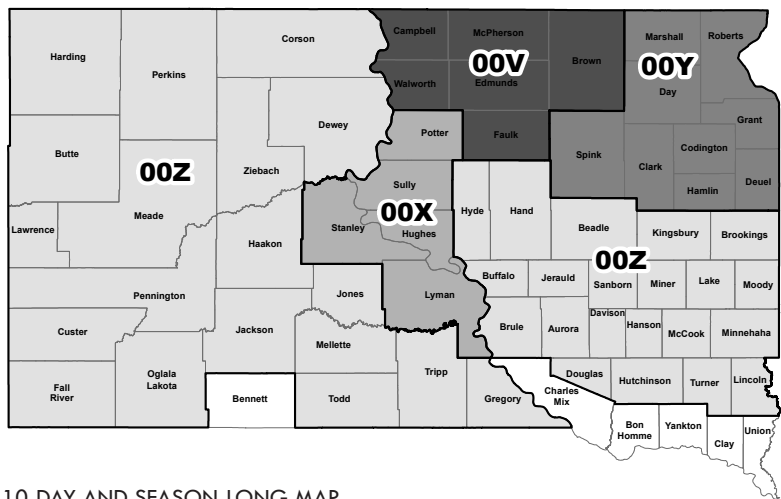 Corson
Harding
Perkins
Campbell
McPherson
Brown
Marshall
Roberts
00V
00Y
Walworth
Edmunds
Day
Dewey
Potter
Faulk
Grant
Butte
00Z
Ziebach
Spink
Clark
Codington
Deuel
Hamlin
Meade
Sully
00X
Lawrence
Stanley
Hughes
Hyde
Hand
Beadle
Kingsbury
Brookings
Haakon
00Z
Buffalo
Jerauld
Sanborn
Miner
Lake
Moody
Pennington
Jones
Lyman
Custer
Jackson
Brule
Aurora
Davison
Hanson
McCook
Minnehaha
Mellette
Fall
River
Oglala
Lakota
Bennett
Todd
Tripp
Gregory
Charles
Mix
Douglas
Hutchinson
Turner
Lincoln
Bon
Homme
Yankton
Clay
Union
10 DAY AND SEASON LONG MAP